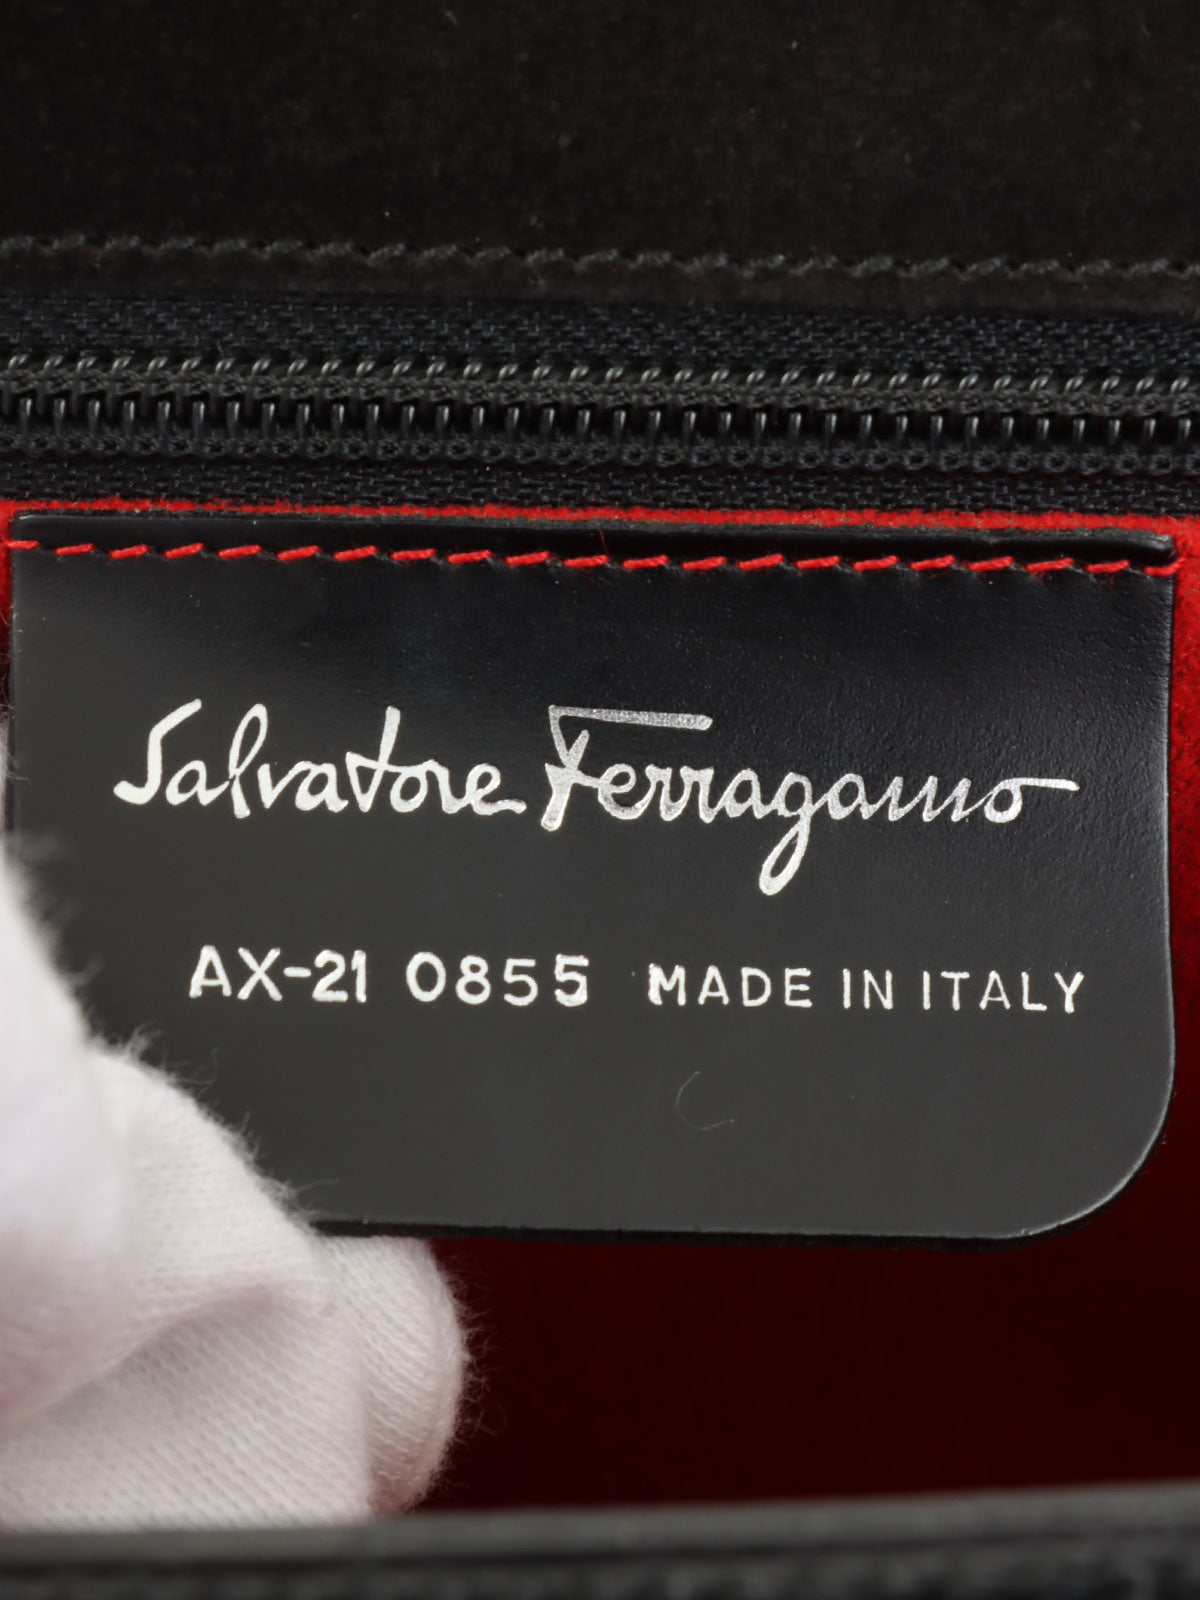 Salvatore Ferragamo
AX-21 0855 MADE IN ITALY